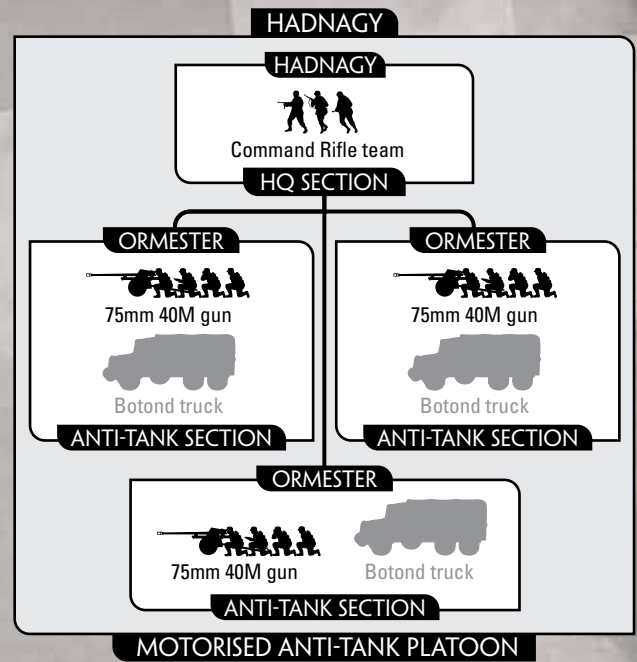 HADNAGY
HADNAGY
Command Rifle team
HQ SECTION
ORMESTER
75mm 40M gun
Botond truck
ANTI-TANK SECTION
ORMESTER
75mm 40M gun
Botond truck
ANTI-TANK SECTION
ORMESTER
75mm 40M gun
Botond truck
ANTI-TANK SECTION
MOTORISED ANTI-TANK PLATOON